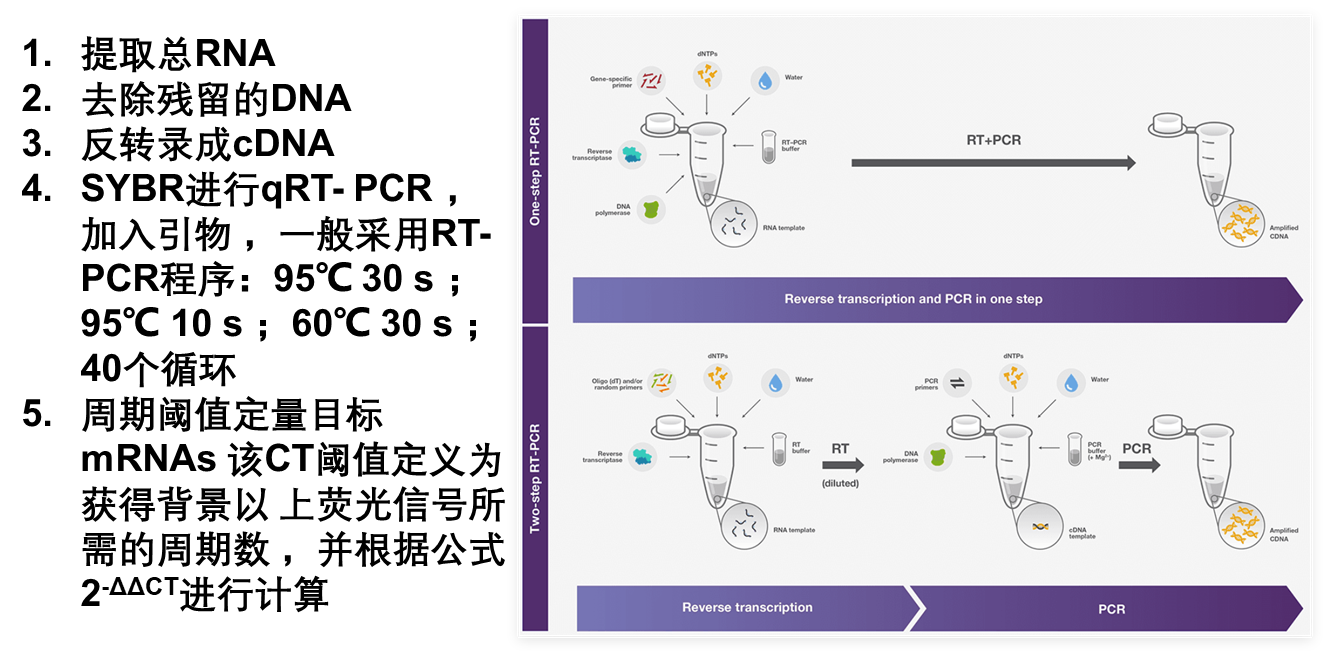 1. 提取总RNA
2. 去除残留的DNA
3. 反转录成cDNA
4. SYBR进行qRT- PCR ，
加入引物 ，一般采用RT-
PCR程序：95℃ 30 s ；
95℃ 10 s ；60℃ 30 s ；
40个循环
5. 周期阈值定量目标
mRNAs 该CT阈值定义为
获得背景以 上荧光信号所
需的周期数 ，并根据公式
2-ΔΔCT进行计算
One-step RT-PCR
dNTPs
Gene-specific
primer
Water
Reverse
transcriptase
RT–PCR
buffer
DNA
polymerase
RNA template
RT+PCR
Amplified
CDNA
Reverse transcription and PCR in one step
Two-step RT-PCR
dNTPs
Oligo (dT) and/or
random primers
Water
Reverse
transcriptase
RT
buffer
RNA template
RT
(diluted)
dNTPs
PCR
primers
Water
DNA
polymerase
PCR
buffer
(+ Mg²⁺)
cDNA
template
PCR
Amplified
CDNA
Reverse transcription
PCR